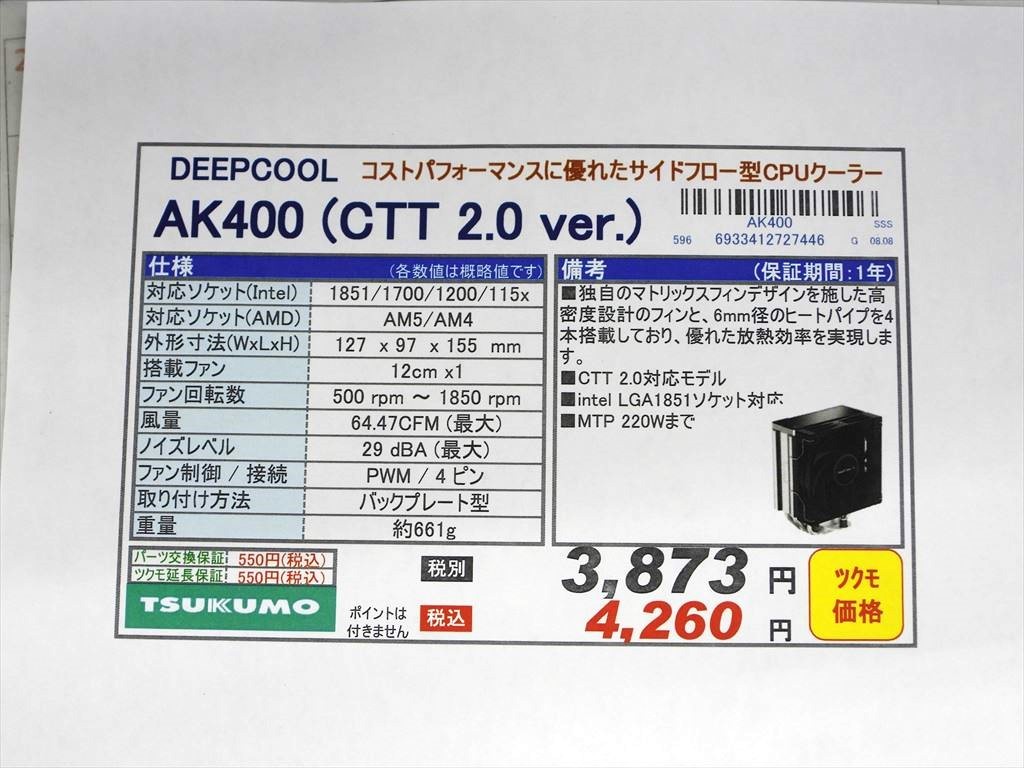 DEEPCOOL コストパフォーマンスに優れたサイドフロー型CPUクーラー
AK400 (CTT 2.0 ver.)
AK400 SSS
596 6933412727446 G 08.08
仕様 (各数値は概略値です)
対応ソケット(Intel) 1851/1700/1200/115x
対応ソケット(AMD) AM5/AM4
外形寸法(WxLxH) 127 x 97 x 155 mm
搭載ファン 12cm x1
ファン回転数 500 rpm ～ 1850 rpm
風量 64.47CFM (最大)
ノイズレベル 29 dBA (最大)
ファン制御 / 接続 PWM / 4 ピン
取り付け方法 バックプレート型
重量 約661g
備考 (保証期間:1年)
■独自のマトリックスフィンデザインを施した高
密度設計のフィンと、6mm径のヒートパイプを4
本搭載しており、優れた放熱効率を実現しま
す。
■CTT 2.0対応モデル
■intel LGA1851ソケット対応
■MTP 220Wまで
パーツ交換保証 550円(税込)
ツクモ延長保証 550円(税込)
TSUKUMO
ポイントは
付きません
税別 3,873 円
税込 4,260 円
ツクモ
価格